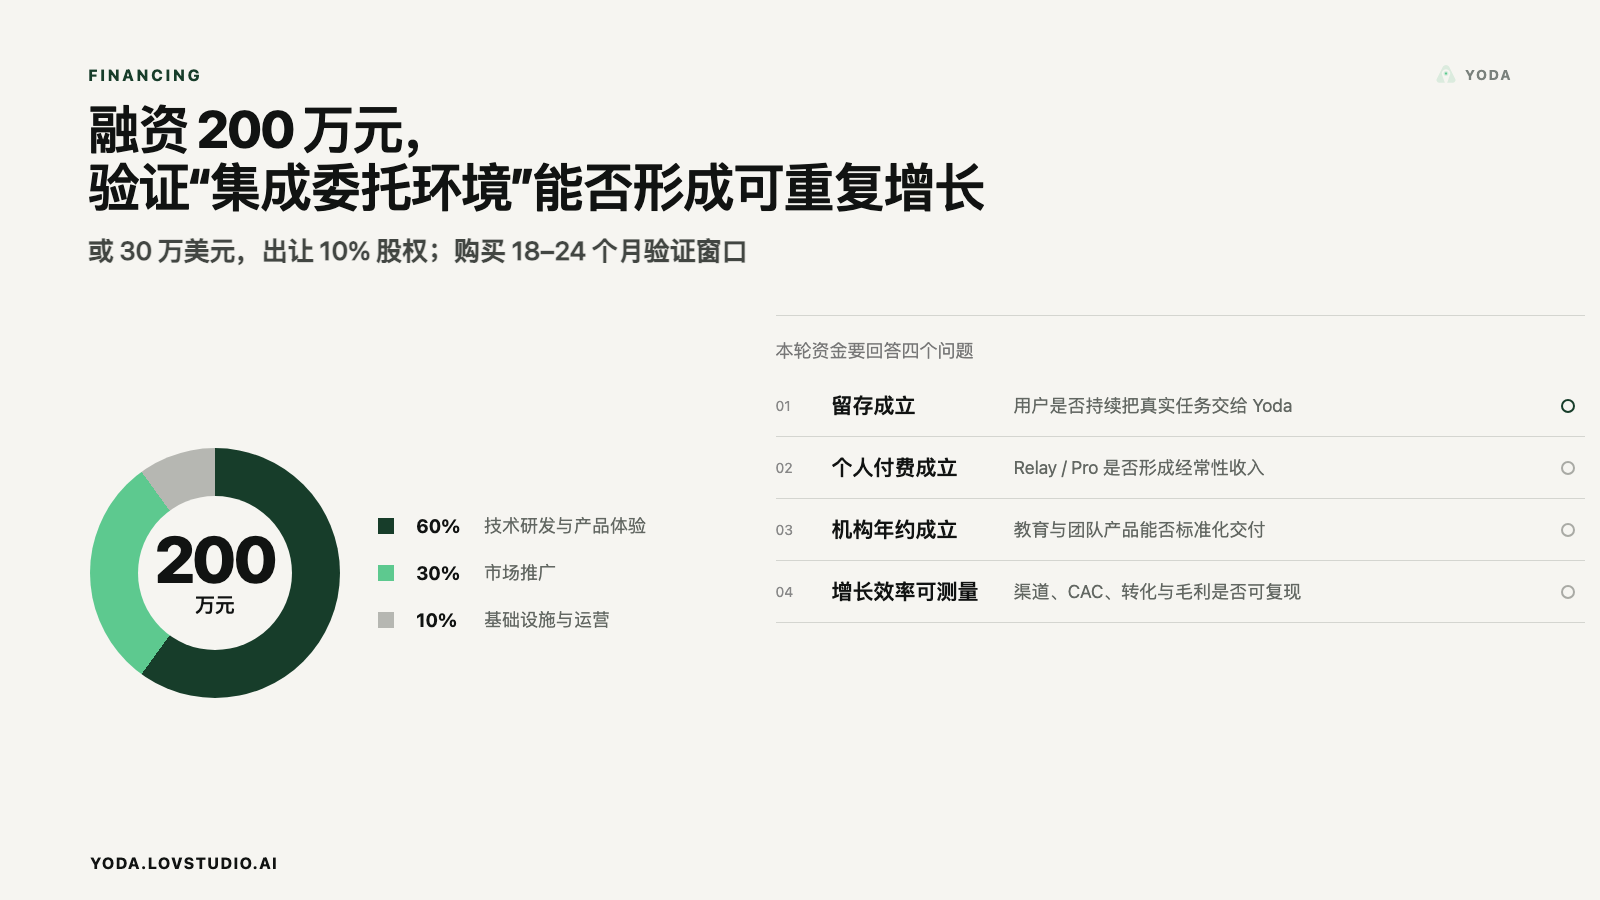 FINANCING
YODA
融资 200 万元，
验证“集成委托环境”能否形成可重复增长
或 30 万美元，出让 10% 股权；购买 18–24 个月验证窗口
200
万元
60% 技术研发与产品体验
30% 市场推广
10% 基础设施与运营
本轮资金要回答四个问题
01 留存成立 用户是否持续把真实任务交给 Yoda
02 个人付费成立 Relay / Pro 是否形成经常性收入
03 机构年约成立 教育与团队产品能否标准化交付
04 增长效率可测量 渠道、CAC、转化与毛利是否可复现
YODA.LOVSTUDIO.AI